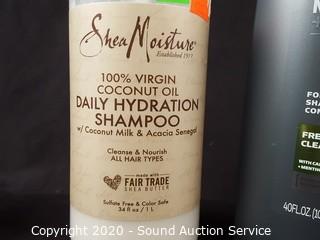 SheaMoisture
Established 1912
100% VIRGIN
COCONUT OIL
DAILY HYDRATION
SHAMPOO
w/ Coconut Milk & Acacia Senegal
Cleanse & Nourish
ALL HAIR TYPES
made with
FAIR TRADE
SHEA BUTTER
Sulfate Free & Color Safe
34 fl oz / 1 L
40FL.OZ.
Copyright 2020 - Sound Auction Service